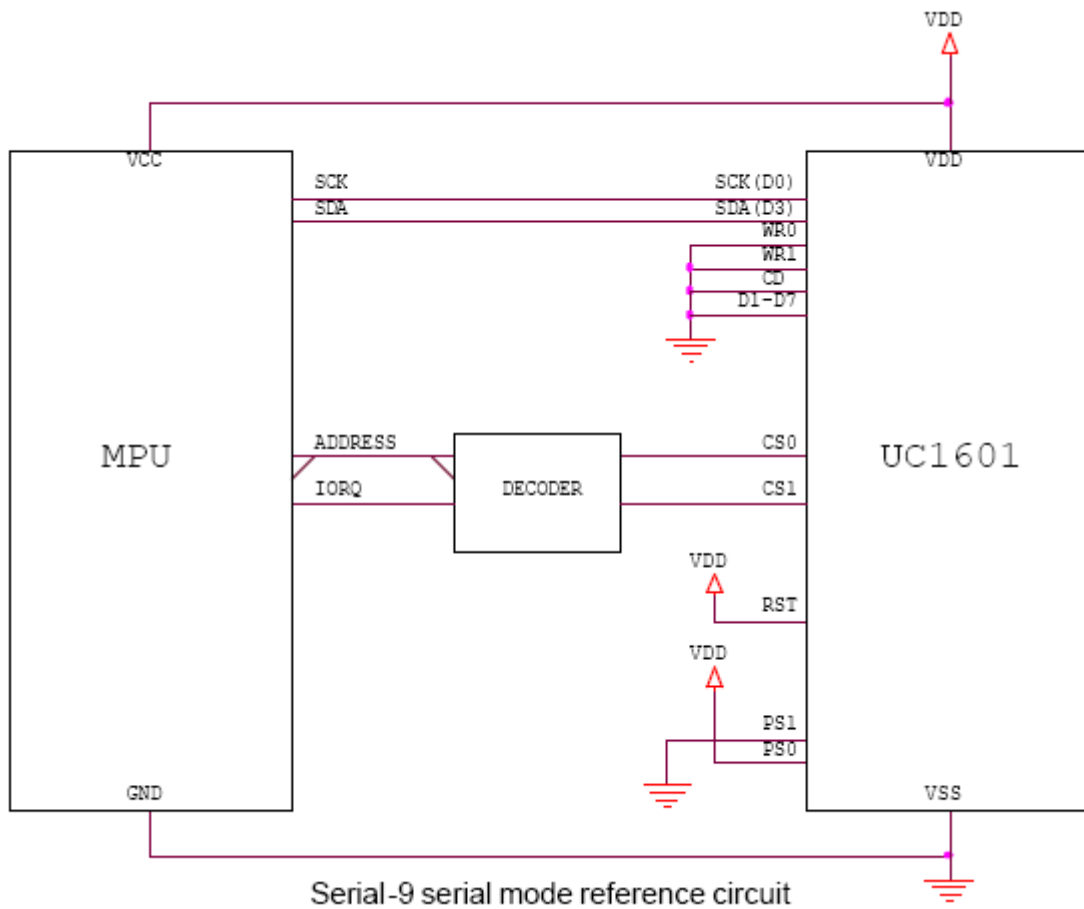 VDD
VCC
VDD
SCK
SCK(D0)
SDA
SDA(D3)
WR0
WR1
CD
D1-D7
MPU
ADDRESS
IORQ
DECODER
CS0
CS1
UC1601
VDD
RST
VDD
PS1
PS0
GND
VSS
Serial-9 serial mode reference circuit